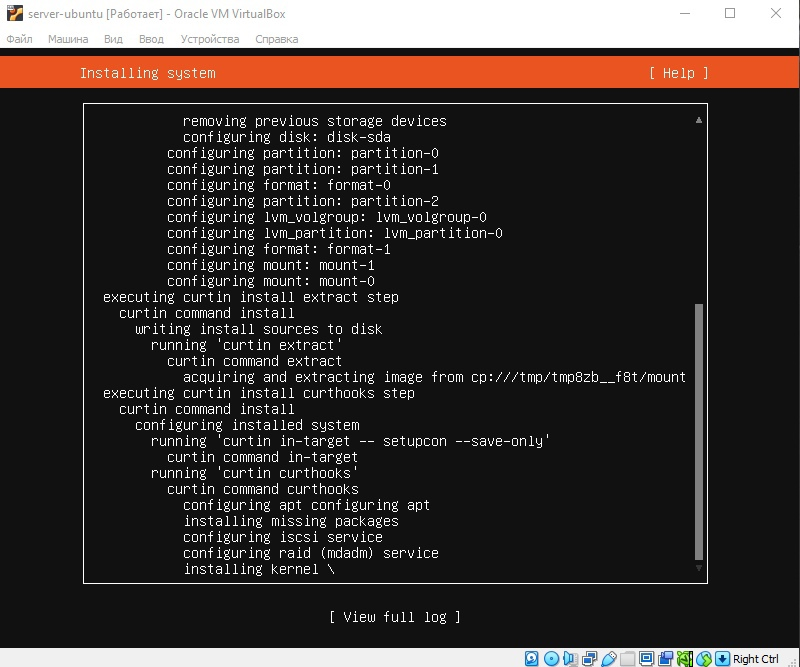 server-ubuntu [Работает] - Oracle VM VirtualBox
Файл Машина Вид Ввод Устройства Справка
Installing system [ Help ]
removing previous storage devices
configuring disk: disk-sda
configuring partition: partition-0
configuring partition: partition-1
configuring format: format-0
configuring partition: partition-2
configuring lvm_volgroup: lvm_volgroup-0
configuring lvm_partition: lvm_partition-0
configuring format: format-1
configuring mount: mount-1
configuring mount: mount-0
executing curtin install extract step
curtin command install
writing install sources to disk
running 'curtin extract'
curtin command extract
acquiring and extracting image from cp:///tmp/tmp8zb__f8t/mount
executing curtin install curthooks step
curtin command install
configuring installed system
running 'curtin in-target -- setupcon --save-only'
curtin command in-target
running 'curtin curthooks'
curtin command curthooks
configuring apt configuring apt
installing missing packages
configuring iscsi service
configuring raid (mdadm) service
installing kernel \
[ View full log ]
Right Ctrl